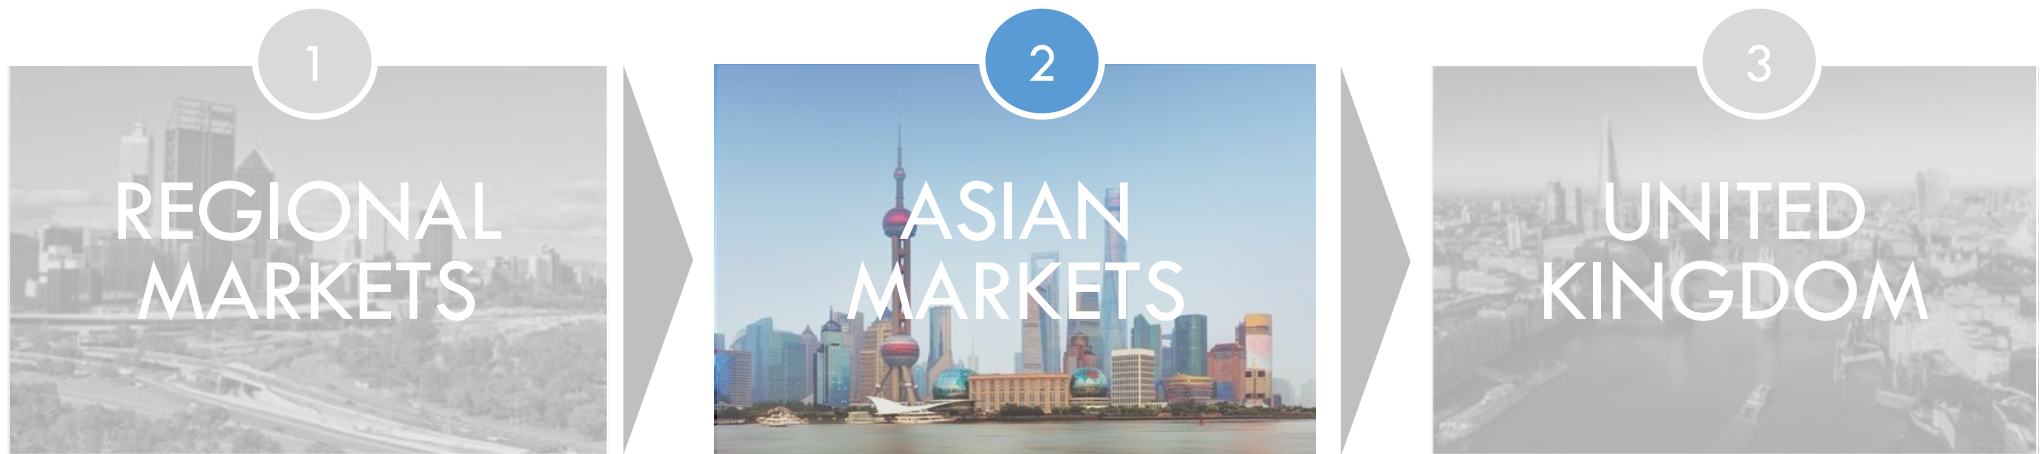 1
REGIONAL
MARKETS
2
ASIAN
MARKETS
3
UNITED
KINGDOM